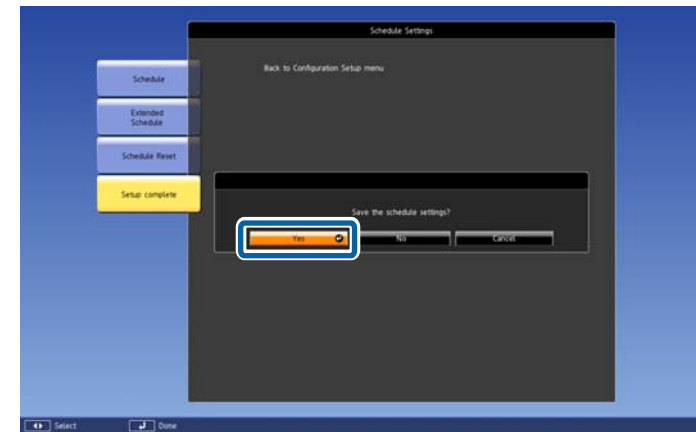 Schedule Settings
Back to Configuration Setup menu
Schedule
Extended
Schedule
Schedule Reset
Setup complete
Save the schedule settings?
Yes No Cancel
Select Done